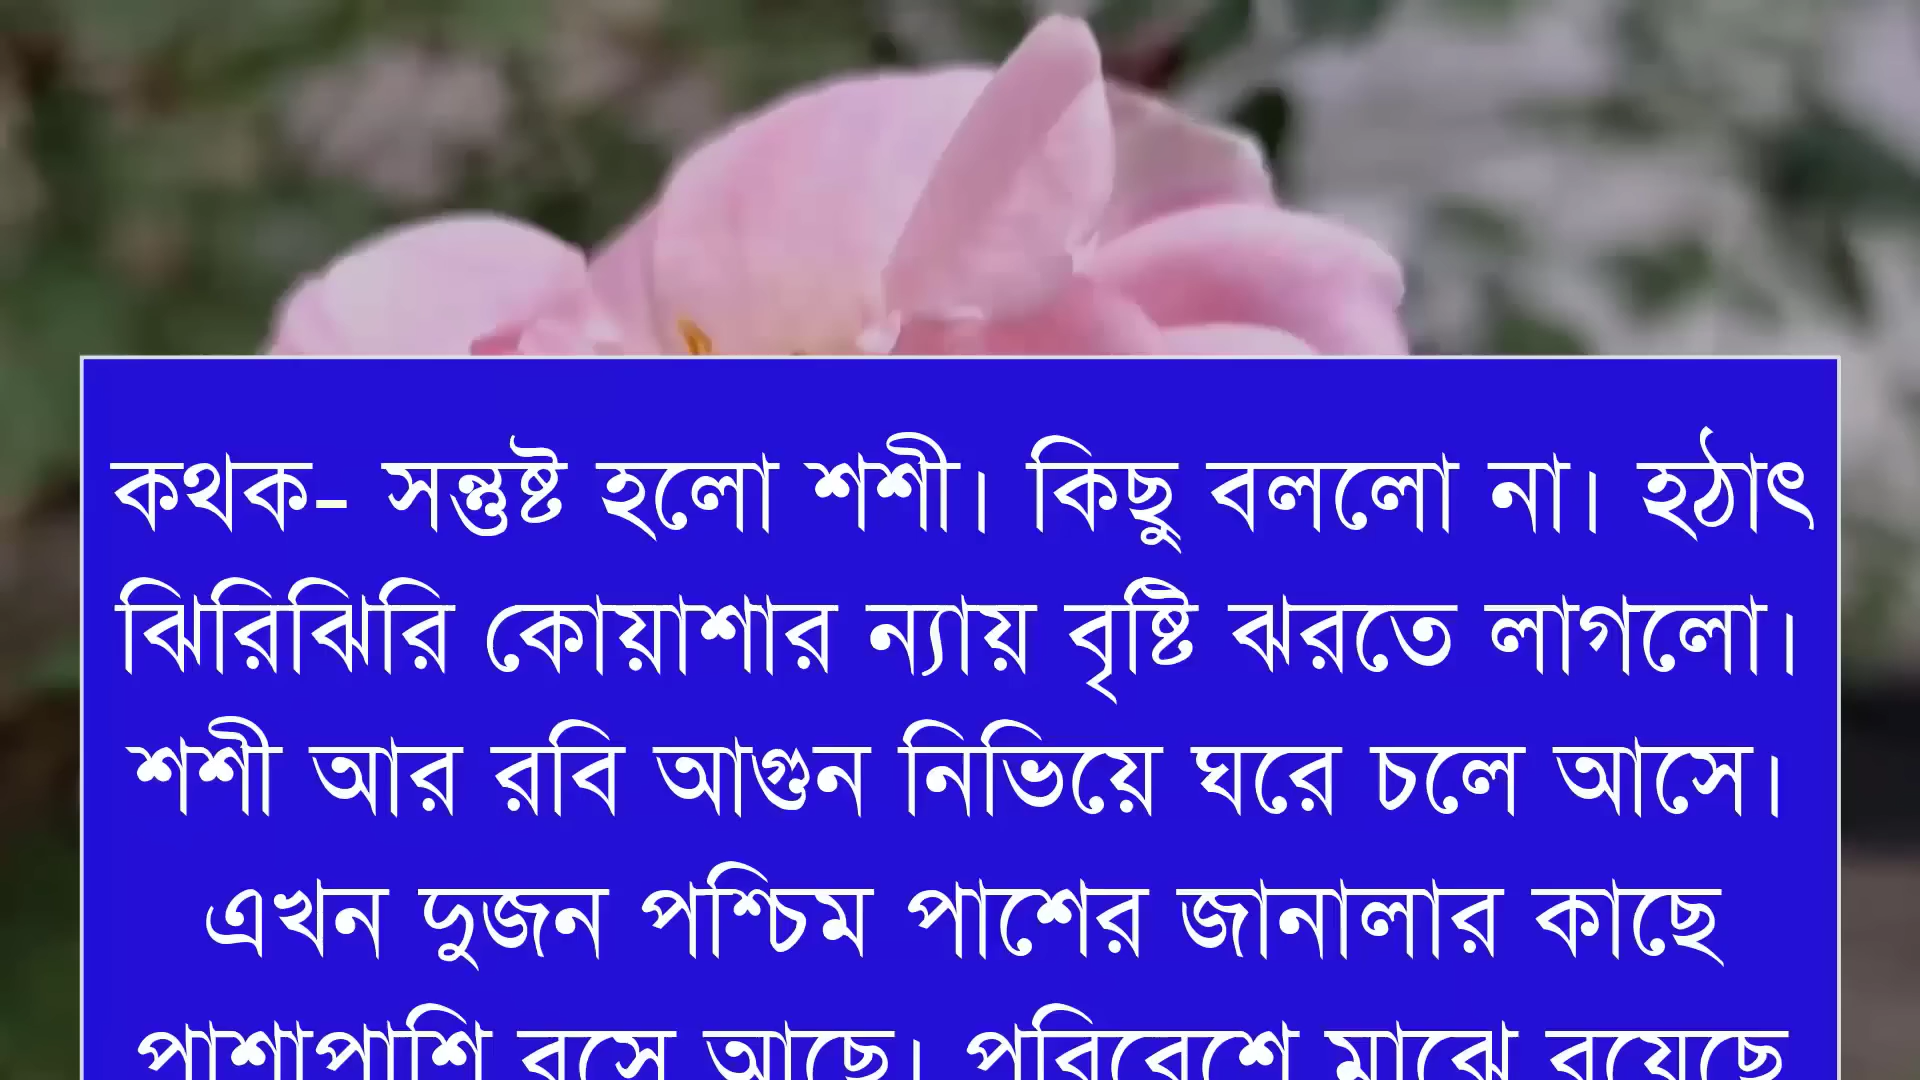 কথক- সন্তুষ্ট হলো শশী। কিছু বললো না। হঠাৎ
ঝিরিঝিরি কোয়াশার ন্যায় বৃষ্টি ঝরতে লাগলো।
শশী আর রবি আগুন নিভিয়ে ঘরে চলে আসে।
এখন দুজন পশ্চিম পাশের জানালার কাছে
পাশাপাশি বসে আছে। পরিবেশে মাঝে রয়েছে